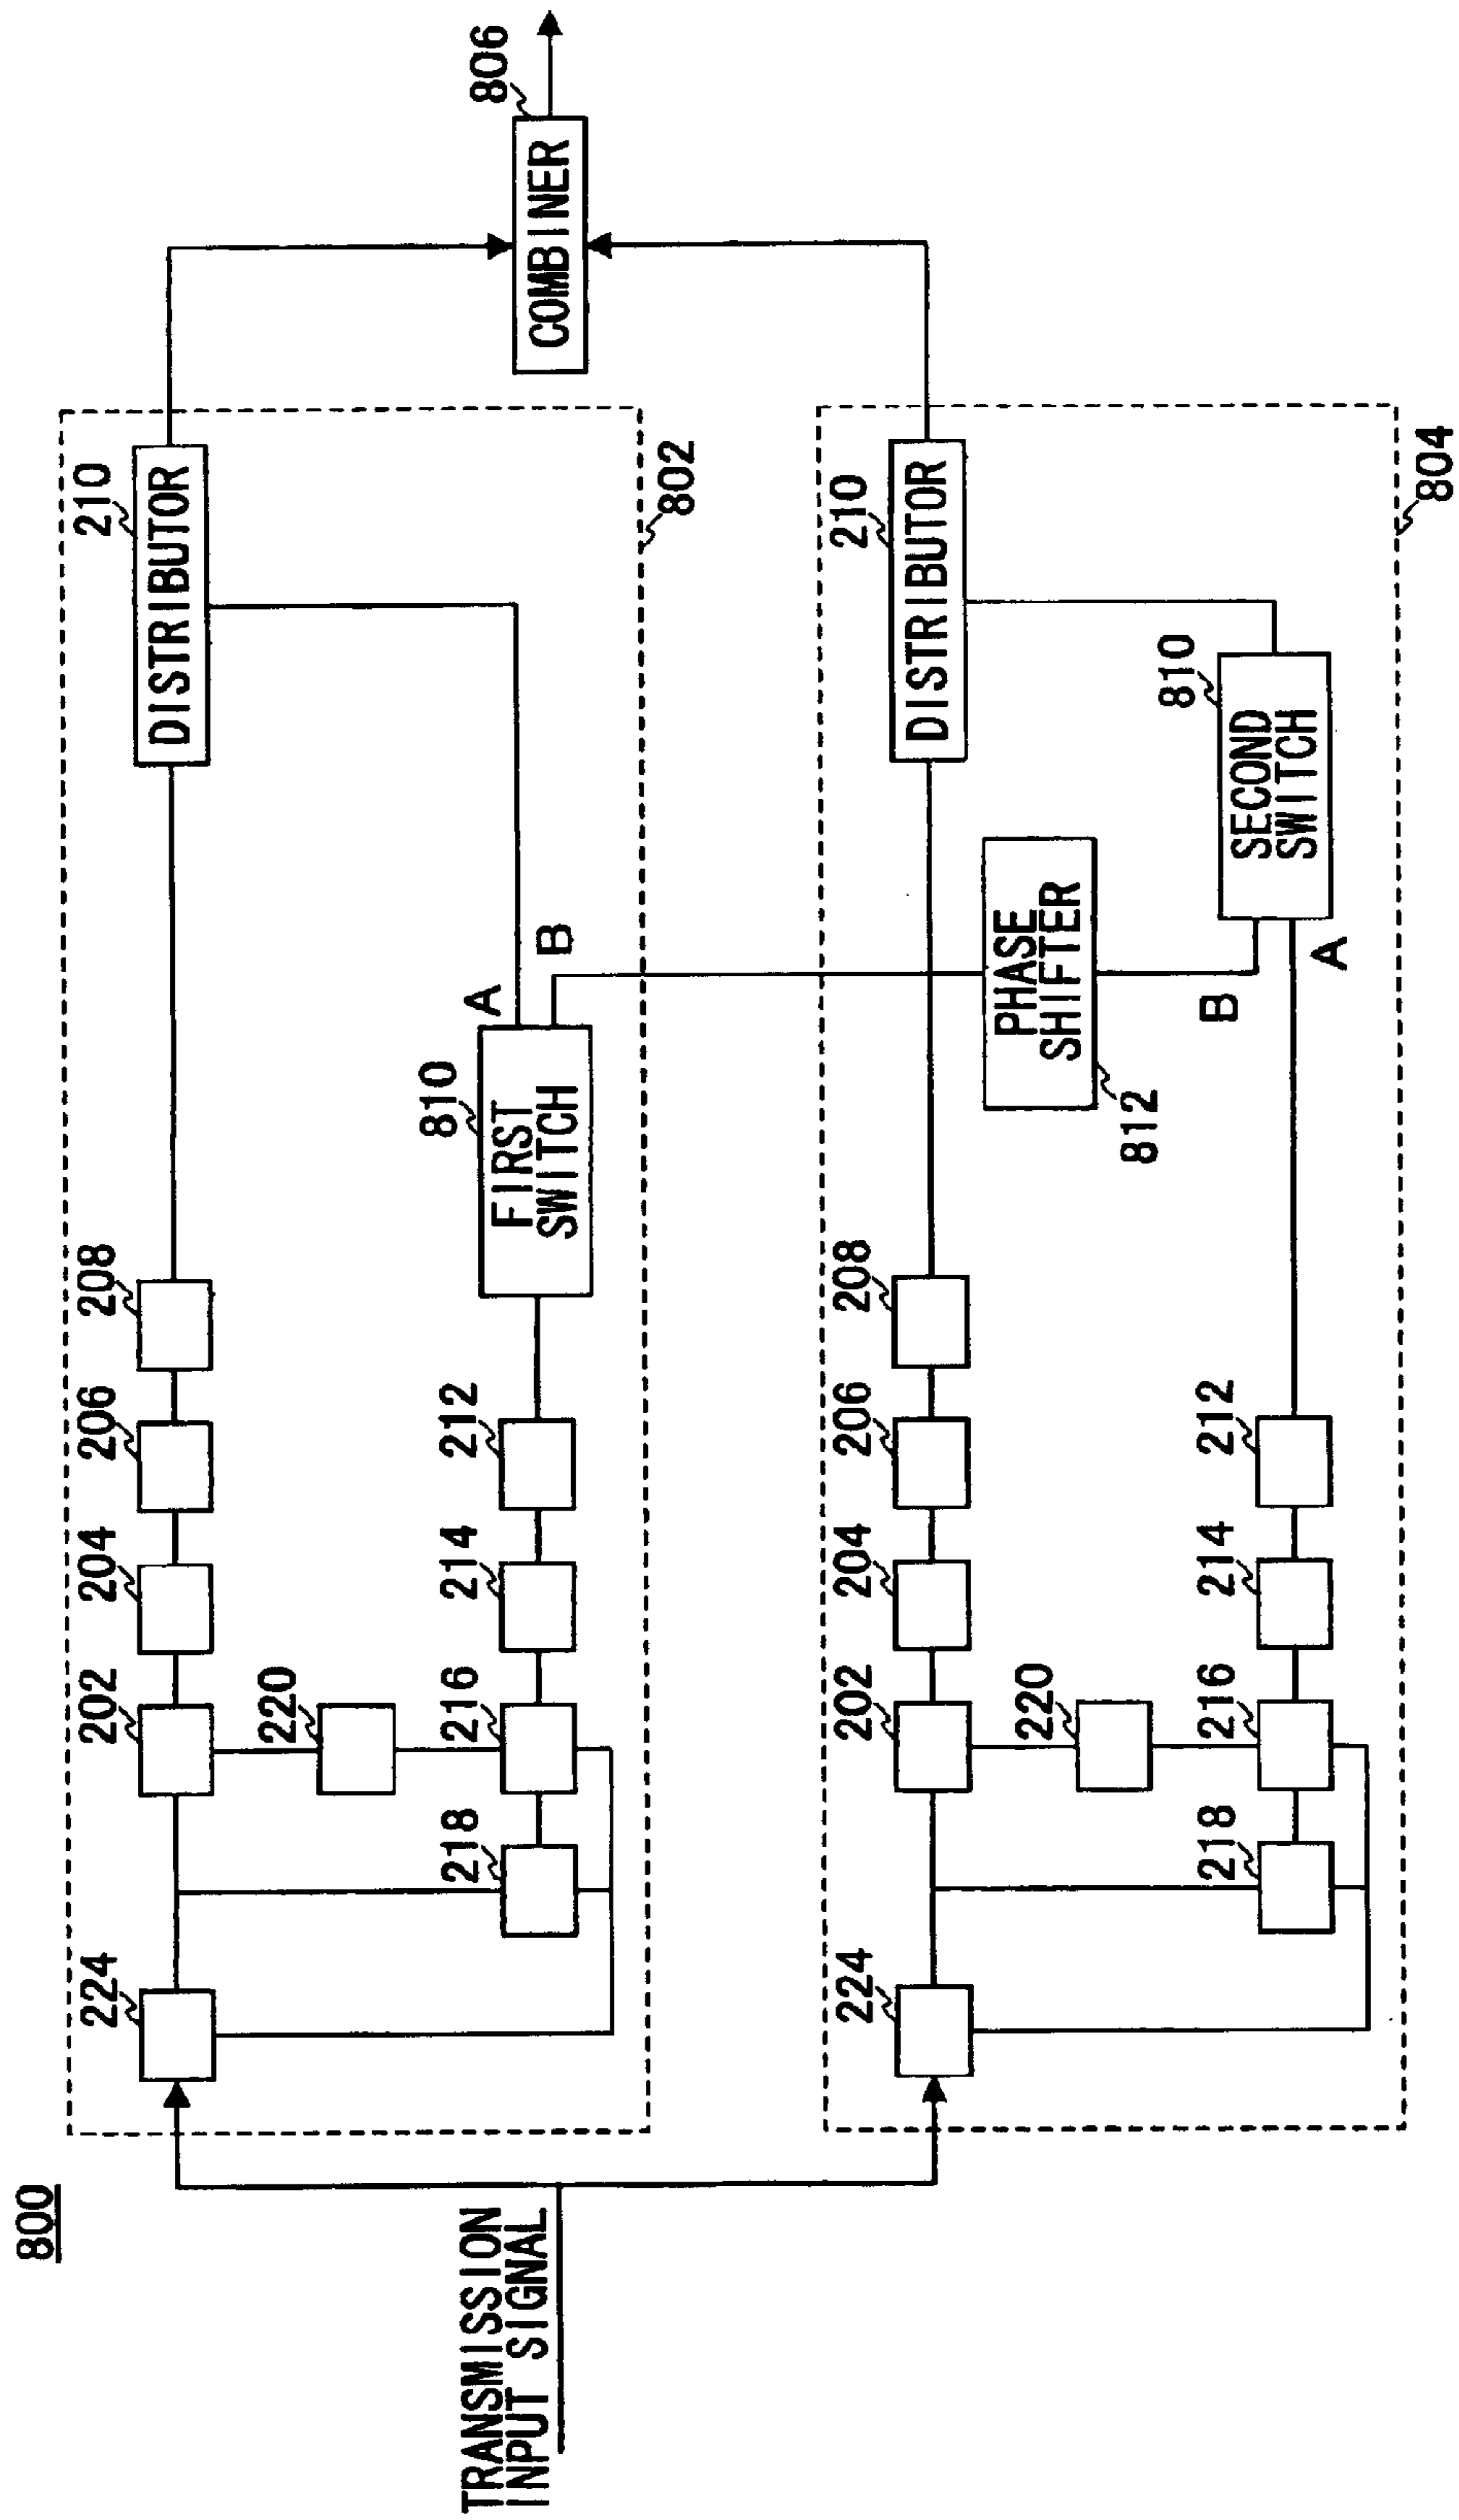 800
TRANSMISSION
INPUT SIGNAL
224
202
204
206
208
210
DISTRIBUTOR
220
218
216
214
212
810
FIRST
SWITCH
A
B
802
COMBINER
806
224
202
204
206
208
210
DISTRIBUTOR
220
PHASE
SHIFTER
812
218
216
214
212
B
A
810
SECOND
SWITCH
804